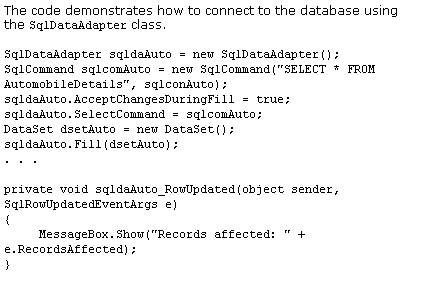 The code demonstrates how to connect to the database using
the SqlDataAdapter class.
SqlDataAdapter sqldaAuto = new SqlDataAdapter();
SqlCommand sqlcomAuto = new SqlCommand("SELECT * FROM
AutomobileDetails", sqlconAuto);
sqldaAuto.AcceptChangesDuringFill = true;
sqldaAuto.SelectCommand = sqlcomAuto;
DataSet dsetAuto = new DataSet();
sqldaAuto.Fill(dsetAuto);
. . .
private void sqldaAuto_RowUpdated(object sender,
SqlRowUpdatedEventArgs e)
{
MessageBox.Show("Records affected: " +
e.RecordsAffected);
}